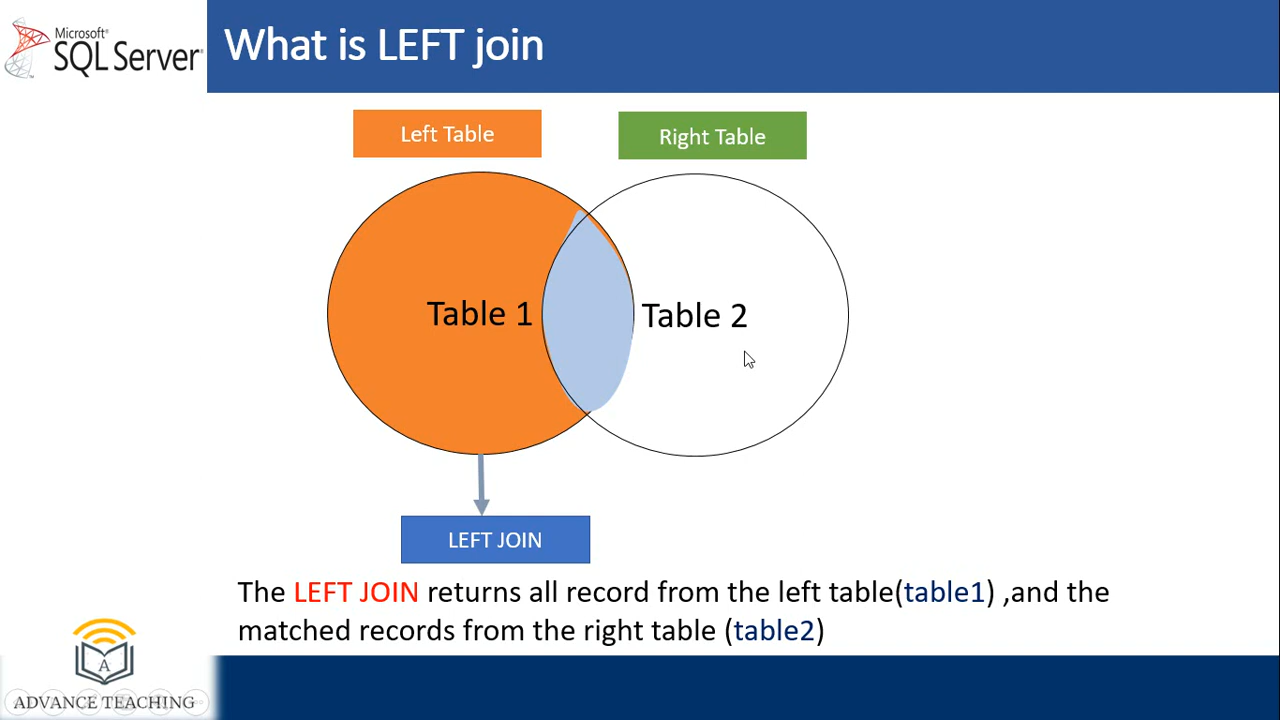 Microsoft®
SQL Server®
What is LEFT join
Left Table
Right Table
Table 1
Table 2
LEFT JOIN
The LEFT JOIN returns all record from the left table(table1) ,and the
matched records from the right table (table2)
A
ADVANCE TEACHING